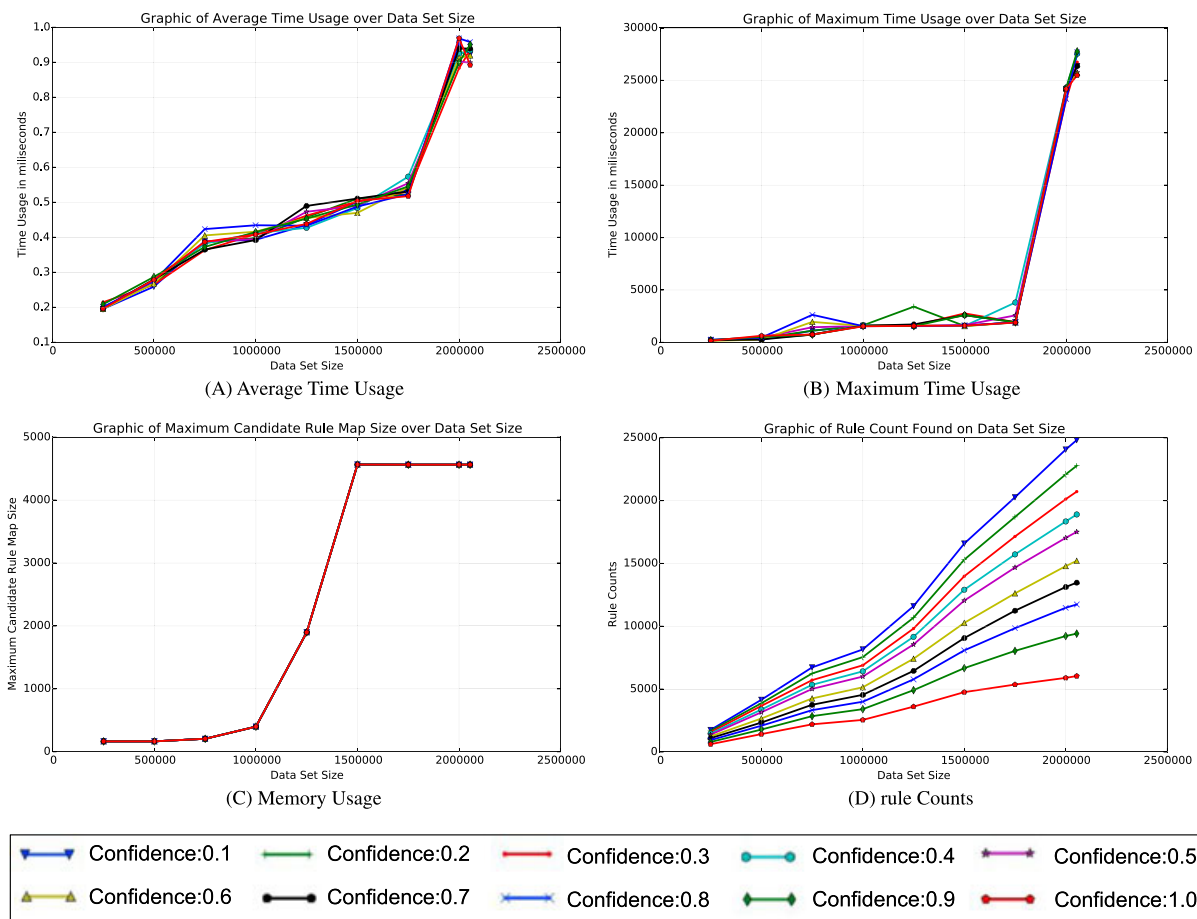 Graphic of Average Time Usage over Data Set Size
Time Usage in miliseconds
1.0
0.9
0.8
0.7
0.6
0.5
0.4
0.3
0.2
0.1
0 500000 1000000 1500000 2000000 2500000
Data Set Size
(A) Average Time Usage
Graphic of Maximum Time Usage over Data Set Size
Time Usage in miliseconds
30000
25000
20000
15000
10000
5000
0
0 500000 1000000 1500000 2000000 2500000
Data Set Size
(B) Maximum Time Usage
Graphic of Maximum Candidate Rule Map Size over Data Set Size
Maximum Candidate Rule Map Size
5000
4000
3000
2000
1000
0
0 500000 1000000 1500000 2000000 2500000
Data Set Size
(C) Memory Usage
Graphic of Rule Count Found on Data Set Size
Rule Counts
25000
20000
15000
10000
5000
0
0 500000 1000000 1500000 2000000 2500000
Data Set Size
(D) rule Counts
Confidence:0.1 Confidence:0.2 Confidence:0.3 Confidence:0.4 Confidence:0.5
Confidence:0.6 Confidence:0.7 Confidence:0.8 Confidence:0.9 Confidence:1.0